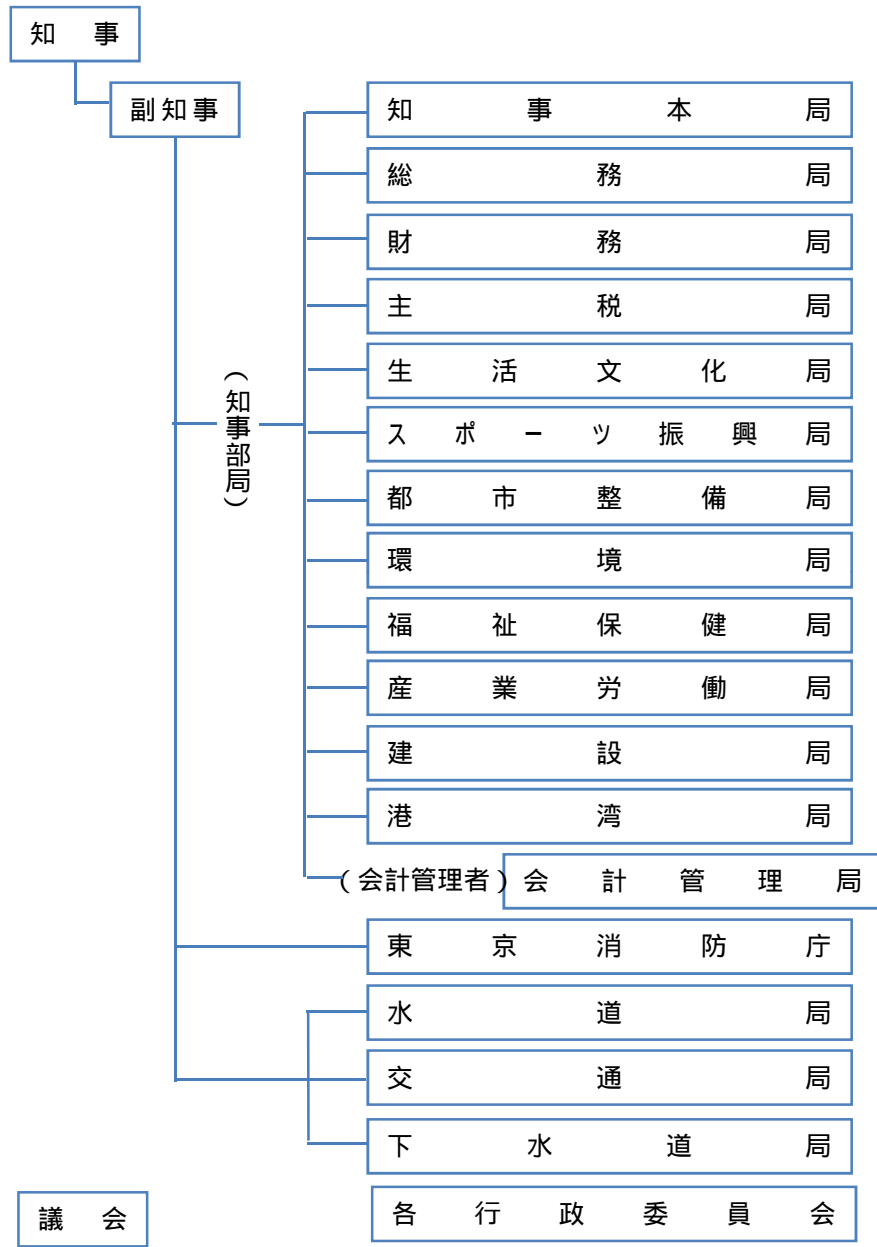 知事
副知事
知事本局
総務局
財務局
主税局
生活文化局
スポーツ振興局
(知事部局)
都市整備局
環境局
福祉保健局
産業労働局
建設局
港湾局
(会計管理者)会計管理局
東京消防庁
水道局
交通局
下水道局
議会
各行政委員会